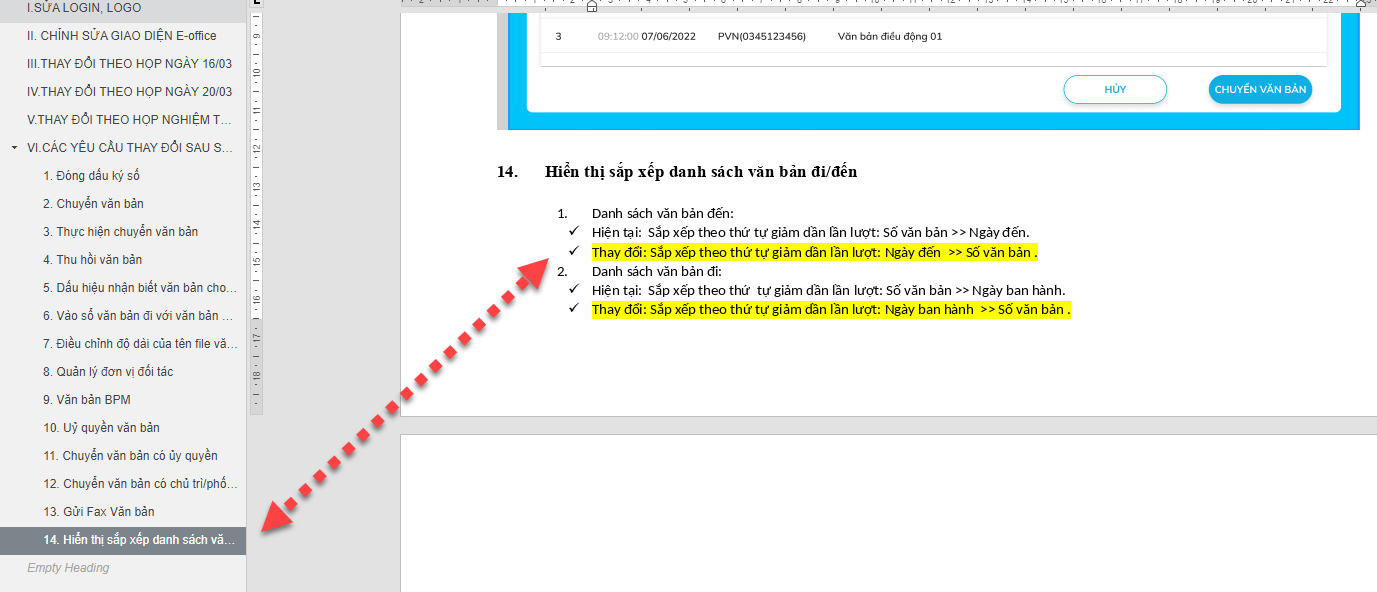 I.SỬA LOGIN, LOGO
II. CHỈNH SỬA GIAO DIỆN E-office
III.THAY ĐỔI THEO HỌP NGÀY 16/03
IV.THAY ĐỔI THEO HỌP NGÀY 20/03
V.THAY ĐỔI THEO HỌP NGHIỆM T...
VI.CÁC YÊU CẦU THAY ĐỔI SAU S...
1. Đóng dấu ký số
2. Chuyển văn bản
3. Thực hiện chuyển văn bản
4. Thu hồi văn bản
5. Dấu hiệu nhận biết văn bản cho...
6. Vào sổ văn bản đi với văn bản ...
7. Điều chỉnh độ dài của tên file vă...
8. Quản lý đơn vị đối tác
9. Văn bản BPM
10. Uỷ quyền văn bản
11. Chuyển văn bản có ủy quyền
12. Chuyển văn bản có chủ trì/phố...
13. Gửi Fax Văn bản
14. Hiển thị sắp xếp danh sách vă...
Empty Heading
3 09:12:00 07/06/2022 PVN(0345123456) Văn bản điều động 01
HỦY CHUYỂN VĂN BẢN
14. Hiển thị sắp xếp danh sách văn bản đi/đến
1. Danh sách văn bản đến:
✓ Hiện tại: Sắp xếp theo thứ tự giảm dần lần lượt: Số văn bản >> Ngày đến.
✓ Thay đổi: Sắp xếp theo thứ tự giảm dần lần lượt: Ngày đến >> Số văn bản .
2. Danh sách văn bản đi:
✓ Hiện tại: Sắp xếp theo thứ tự giảm dần lần lượt: Số văn bản >> Ngày ban hành.
✓ Thay đổi: Sắp xếp theo thứ tự giảm dần lần lượt: Ngày ban hành >> Số văn bản .